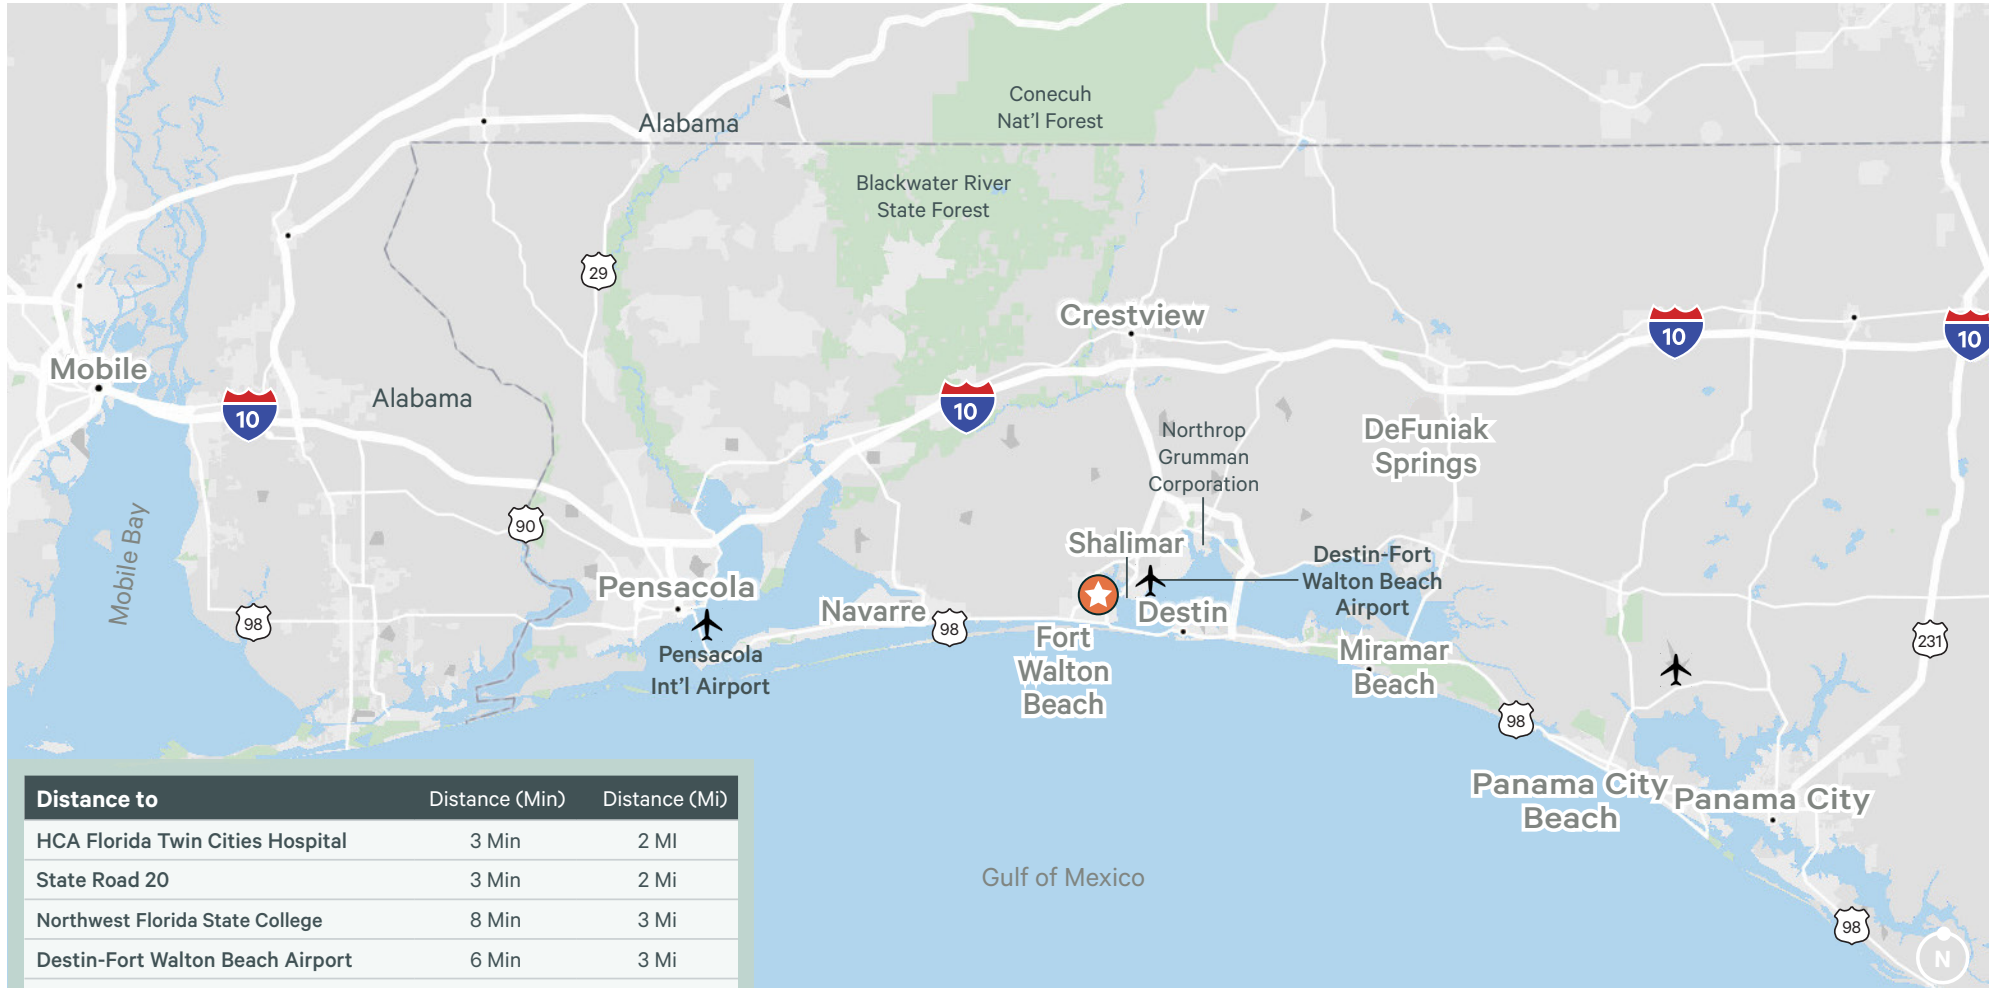 Conecuh
Nat'l Forest
Alabama
Blackwater River
State Forest
29
Crestview
10
10
Mobile
Alabama
10
10
DeFuniak
Springs
Northrop
Grumman
Corporation
Mobile Bay
90
Shalimar
Destin-Fort
Walton Beach
Airport
Pensacola
Navarre
Destin
98
98
Fort
Walton
Beach
Pensacola
Int'l Airport
Miramar
Beach
231
98
Panama City
Beach
Panama City
Gulf of Mexico
98
N
Distance to Distance (Min) Distance (Mi)
HCA Florida Twin Cities Hospital 3 Min 2 MI
State Road 20 3 Min 2 Mi
Northwest Florida State College 8 Min 3 Mi
Destin-Fort Walton Beach Airport 6 Min 3 Mi